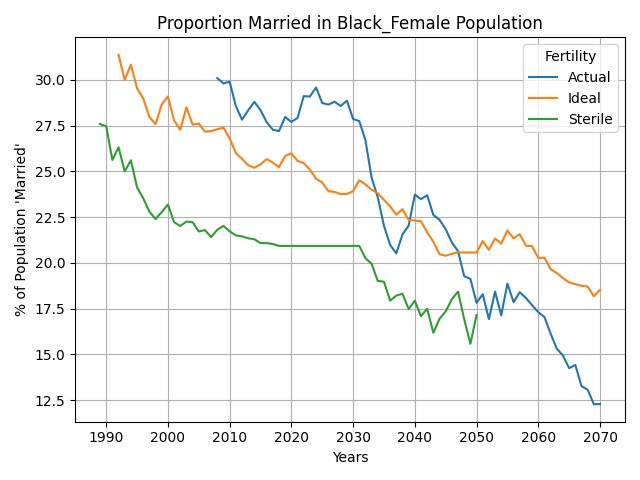 Proportion Married in Black_Female Population
% of Population 'Married'
30.0
27.5
25.0
22.5
20.0
17.5
15.0
12.5
Fertility
Actual
Ideal
Sterile
1990 2000 2010 2020 2030 2040 2050 2060 2070
Years